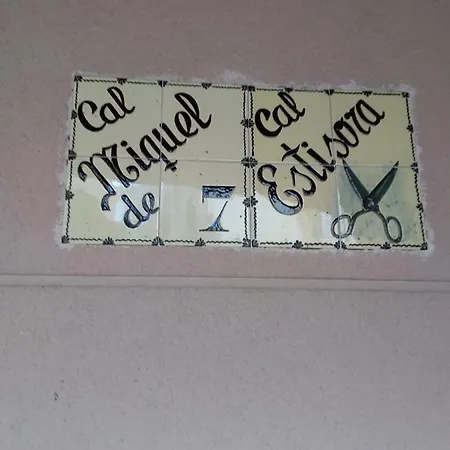 Cal
Miquel
de 7
Cal
Estisora